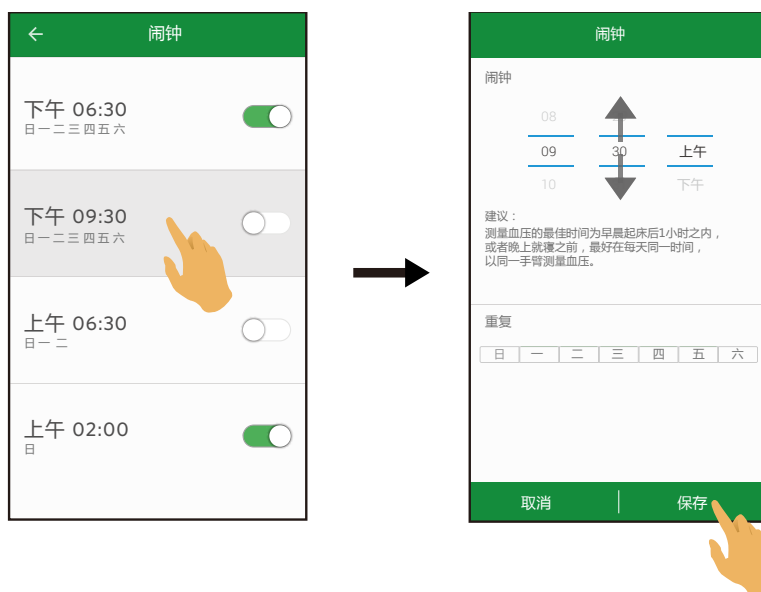 闹钟
下午 06:30
日一二三四五六
下午 09:30
日一二三四五六
上午 06:30
日一 二
上午 02:00
日
闹钟
闹钟
08
09 30 上午
10 下午
建议：
测量血压的最佳时间为早晨起床后1小时之内，
或者晚上就寝之前，最好在每天同一时间，
以同一手臂测量血压。
重复
日 一 二 三 四 五 六
取消 保存